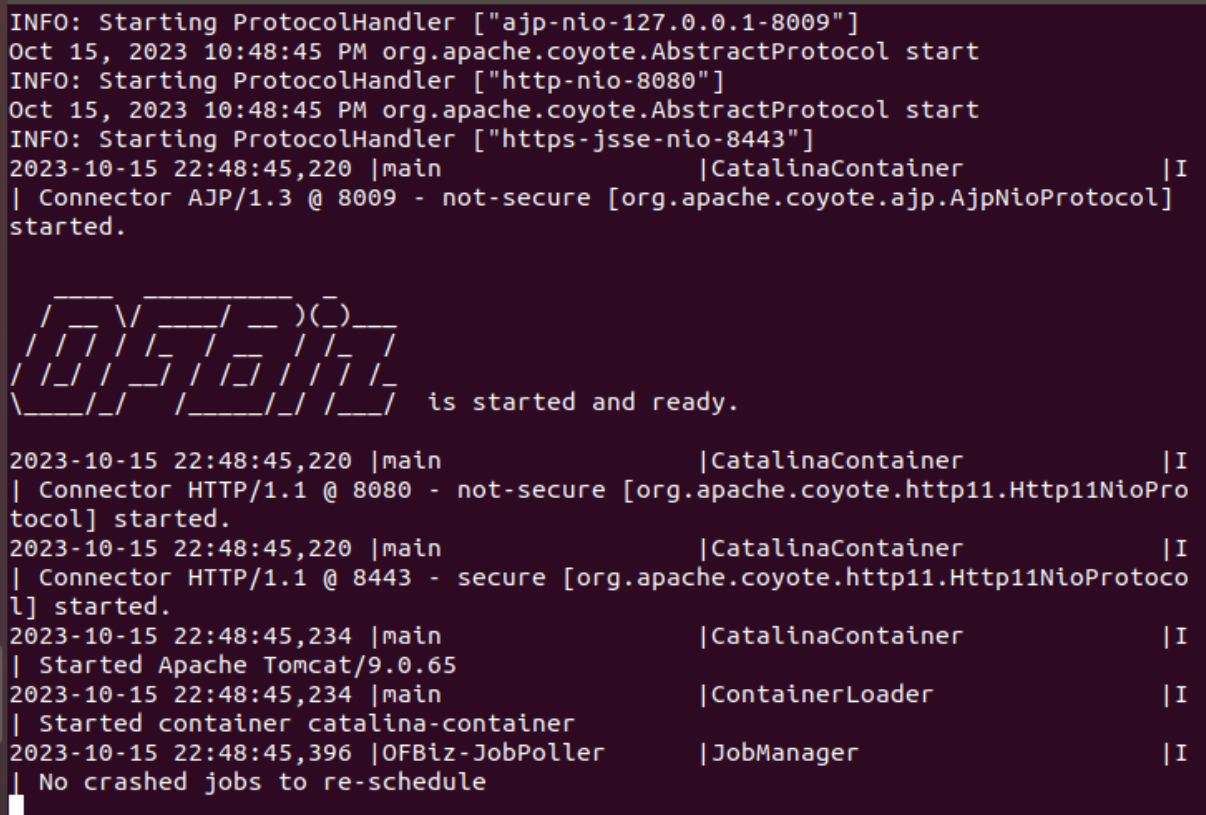 INFO: Starting ProtocolHandler ["ajp-nio-127.0.0.1-8009"]
Oct 15, 2023 10:48:45 PM org.apache.coyote.AbstractProtocol start
INFO: Starting ProtocolHandler ["http-nio-8080"]
Oct 15, 2023 10:48:45 PM org.apache.coyote.AbstractProtocol start
INFO: Starting ProtocolHandler ["https-jsse-nio-8443"]
2023-10-15 22:48:45,220 |main                 |CatalinaContainer             |I
| Connector AJP/1.3 @ 8009 - not-secure [org.apache.coyote.ajp.AjpNioProtocol]
started.
OFBiz is started and ready.
2023-10-15 22:48:45,220 |main                 |CatalinaContainer             |I
| Connector HTTP/1.1 @ 8080 - not-secure [org.apache.coyote.http11.Http11NioPro
tocol] started.
2023-10-15 22:48:45,220 |main                 |CatalinaContainer             |I
| Connector HTTP/1.1 @ 8443 - secure [org.apache.coyote.http11.Http11NioProtoco
l] started.
2023-10-15 22:48:45,234 |main                 |CatalinaContainer             |I
| Started Apache Tomcat/9.0.65
2023-10-15 22:48:45,234 |main                 |ContainerLoader               |I
| Started container catalina-container
2023-10-15 22:48:45,396 |OFBiz-JobPoller      |JobManager                    |I
| No crashed jobs to re-schedule